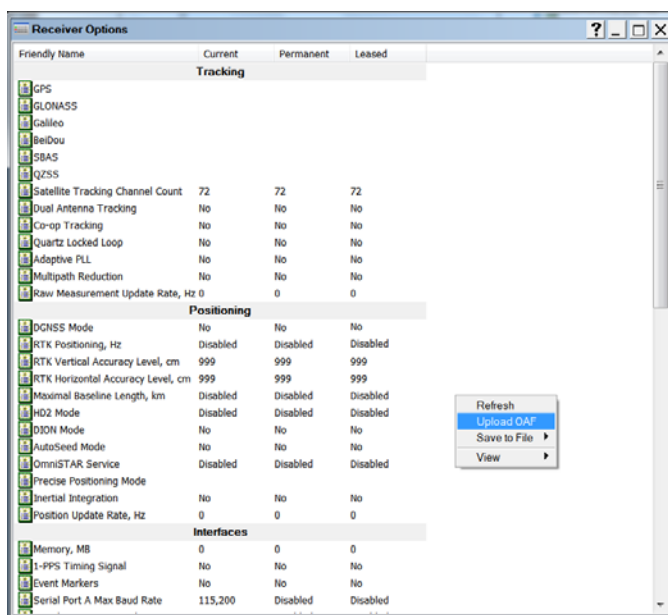 Receiver Options
Friendly Name Current Permanent Leased
Tracking
GPS
GLONASS
Galileo
BeiDou
SBAS
QZSS
Satellite Tracking Channel Count 72 72 72
Dual Antenna Tracking No No No
Co-op Tracking No No No
Quartz Locked Loop No No No
Adaptive PLL No No No
Multipath Reduction No No No
Raw Measurement Update Rate, Hz 0 0 0
Positioning
DGNSS Mode No No No
RTK Positioning, Hz Disabled Disabled Disabled
RTK Vertical Accuracy Level, cm 999 999 999
RTK Horizontal Accuracy Level, cm 999 999 999
Maximal Baseline Length, km Disabled Disabled Disabled
HD2 Mode Disabled Disabled Disabled
DION Mode No No No
AutoSeed Mode No No No
OmniSTAR Service Disabled Disabled Disabled
Precise Positioning Mode
Inertial Integration No No No
Position Update Rate, Hz 0 0 0
Interfaces
Memory, MB 0 0 0
1-PPS Timing Signal No No No
Event Markers No No No
Serial Port A Max Baud Rate 115,200 Disabled Disabled
Refresh
Upload OAF
Save to File
View